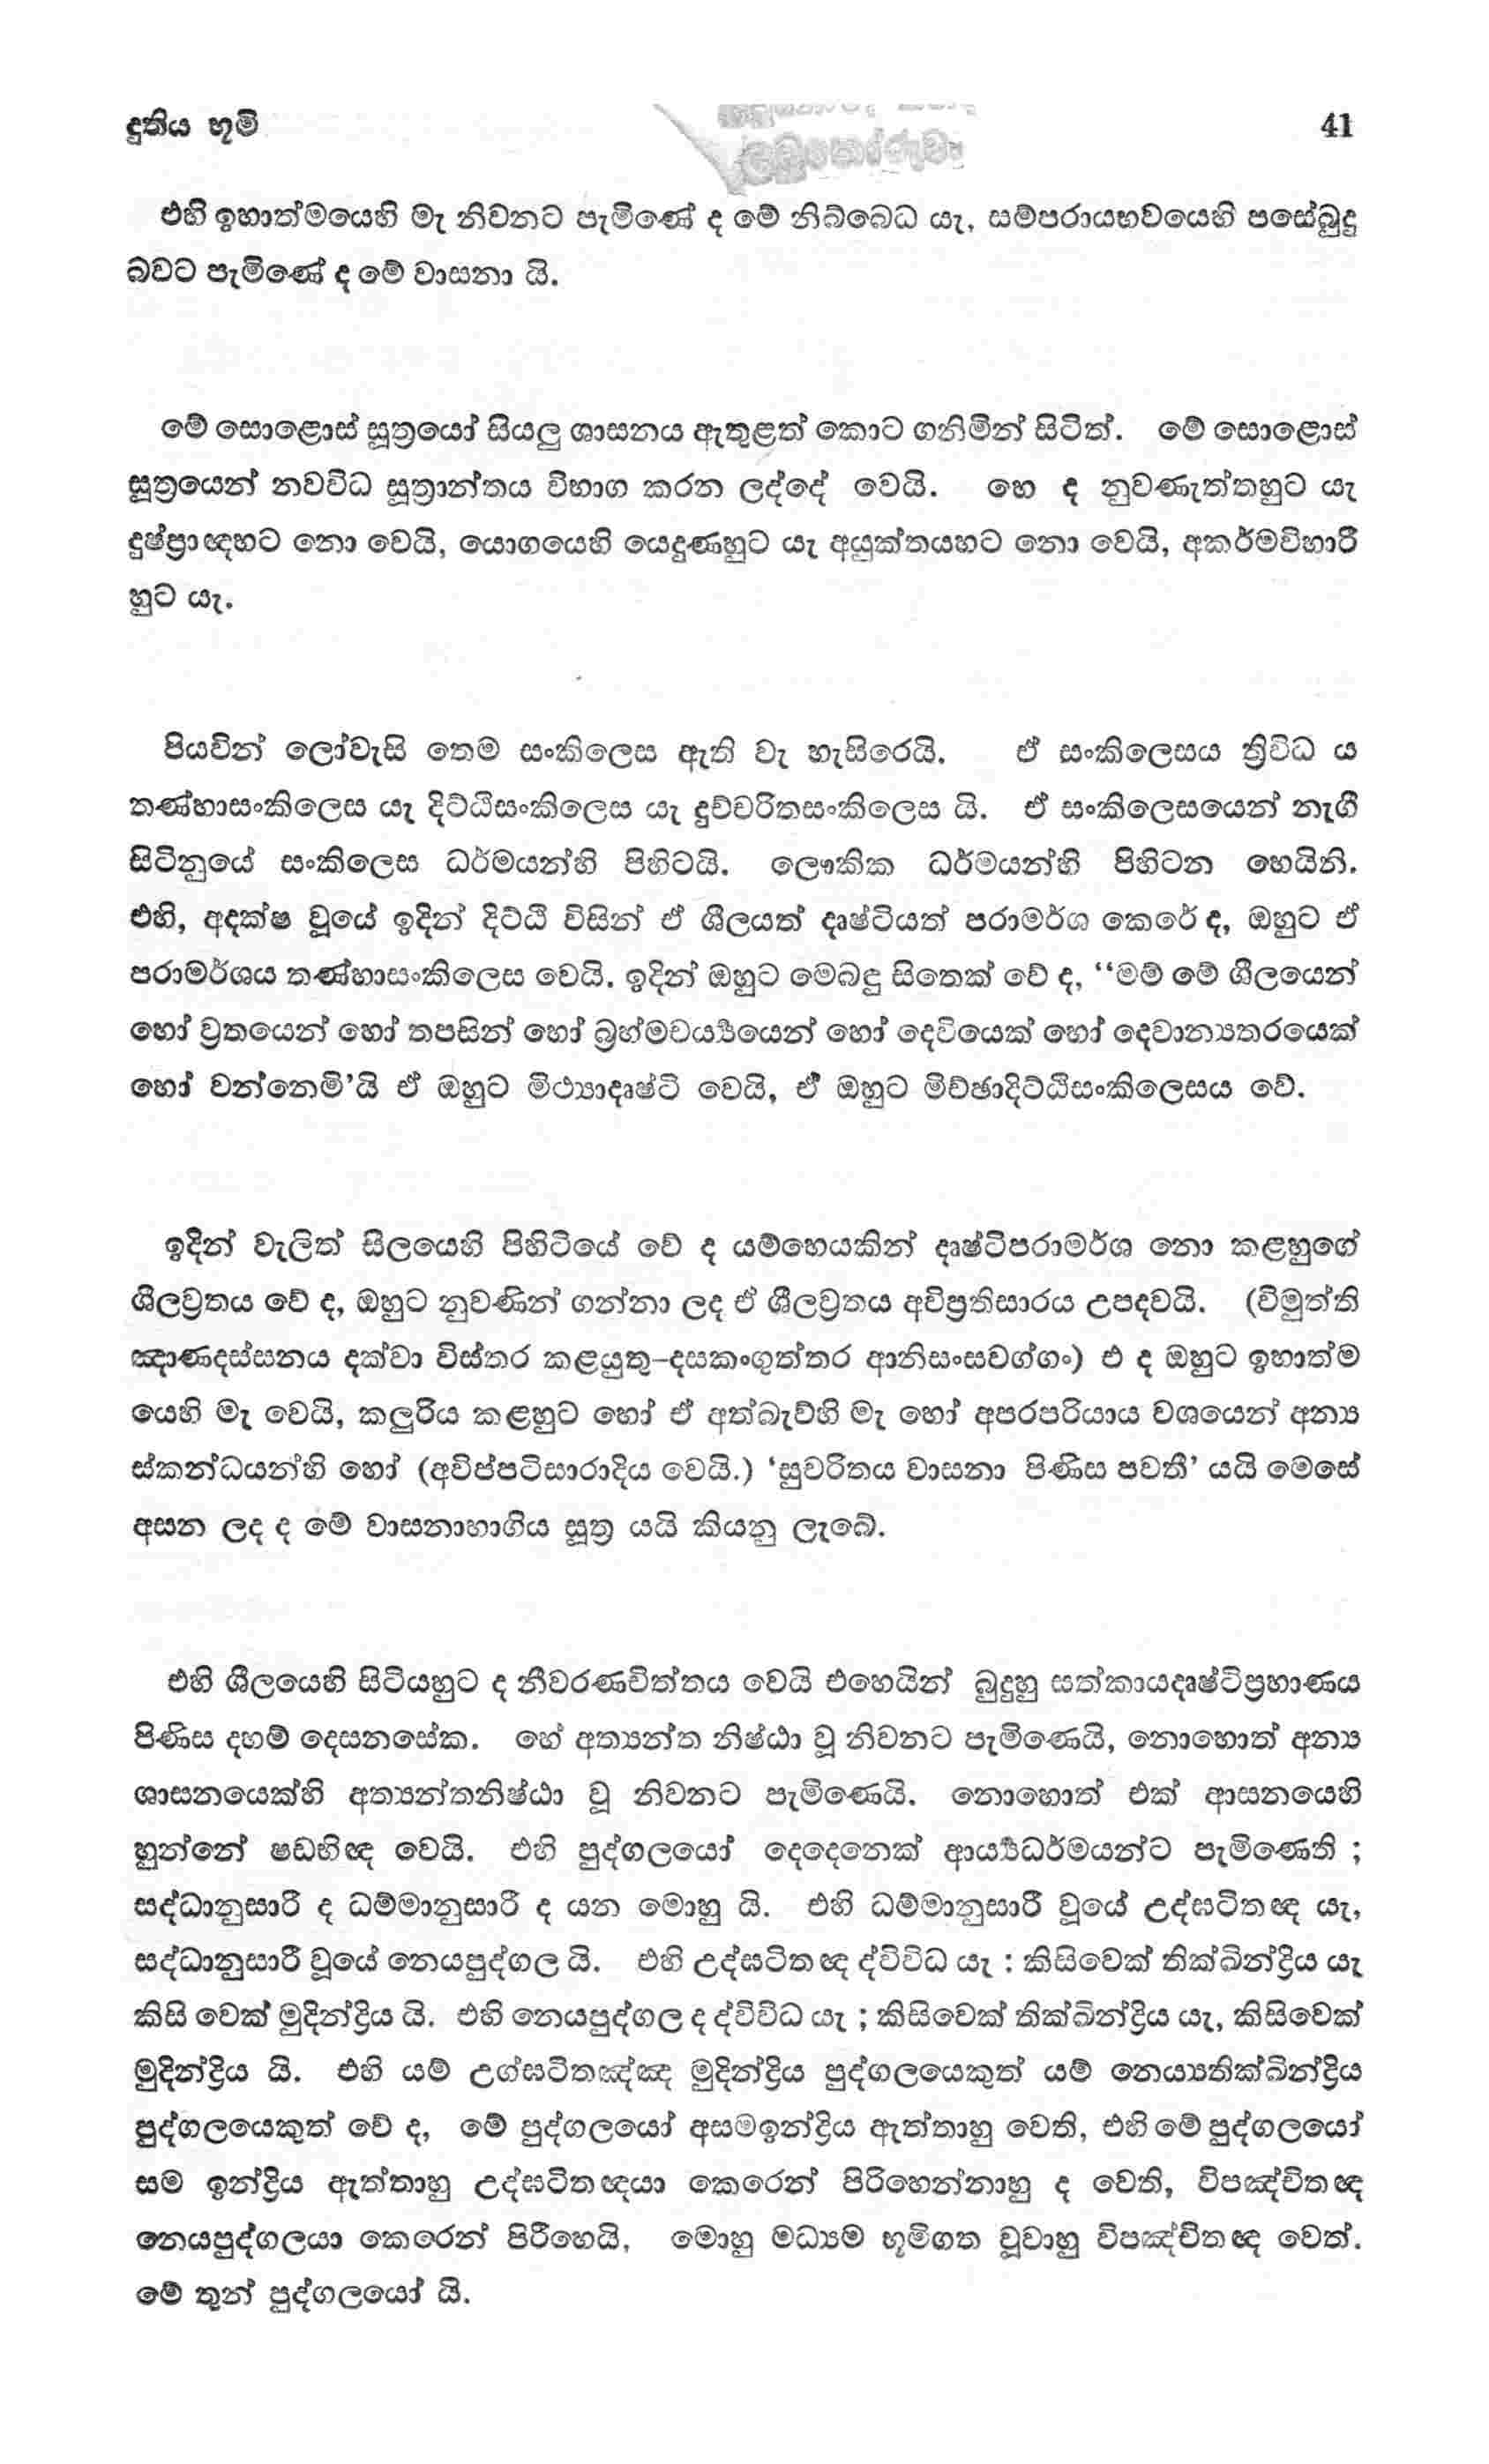 දුතිය භූමි
41
එහි ඉහාත්මයෙහි මැ නිවනට පැමිණේ ද මේ නිබ්බෙධ යැ, සම්පරායභවයෙහි පසේබුදු
බවට පැමිණේ ද මේ වාසනා යි.
මේ සොළොස් සූත්‍රයෝ සියලු ශාසනය ඇතුළත් කොට ගනිමින් සිටිත්. මේ සොළොස්
සූත්‍රයෙන් නවවිධ සූත්‍රාන්තය විභාග කරන ලද්දේ වෙයි. හෙ ද නුවණැත්තහුට යැ
දුෂ්ප්‍රාඥහට නො වෙයි, යොගයෙහි යෙදුණහුට යැ අයුක්තයහට නො වෙයි, අකර්මවිහාරී
හුට යැ.
පියවින් ලෝවැසි තෙම සංකිලෙස ඇති වැ හැසිරෙයි. ඒ සංකිලෙසය ත්‍රිවිධ ය
තණ්හාසංකිලෙස යැ දිට්ඨිසංකිලෙස යැ දුච්චරිතසංකිලෙස යි. ඒ සංකිලෙසයෙන් නැගී
සිටිනුයේ සංකිලෙස ධර්මයන්හි පිහිටයි. ලෞකික ධර්මයන්හි පිහිටන හෙයිනි.
එහි, අදක්ෂ වූයේ ඉදින් දිට්ඨි විසින් ඒ ශීලයත් දෘෂ්ටියත් පරාමර්ශ කෙරේ ද, ඔහුට ඒ
පරාමර්ශය තණ්හාසංකිලෙස වෙයි. ඉදින් ඔහුට මෙබඳු සිතෙක් වේ ද, “මම් මේ ශීලයෙන්
හෝ ව්‍රතයෙන් හෝ තපසින් හෝ බ්‍රහ්මචර්‍ය්‍යයෙන් හෝ දෙවියෙක් හෝ දෙවාන්‍යතරයෙක්
හෝ වන්නෙමි’යි ඒ ඔහුට මිථ්‍යාදෘෂ්ටි වෙයි, ඒ ඔහුට මිච්ඡාදිට්ඨිසංකිලෙසය වේ.
ඉදින් වැලිත් සීලයෙහි පිහිටියේ වේ ද යම්හෙයකින් දෘෂ්ටිපරාමර්ශ නො කළහුගේ
ශීලව්‍රතය වේ ද, ඔහුට නුවණින් ගන්නා ලද ඒ ශීලව්‍රතය අවිප්‍රතිසාරය උපදවයි. (විමුත්ති
ඤාණදස්සනය දක්වා විස්තර කළයුතු–දසකංගුත්තර ආනිසංසවග්ගං) එ ද ඔහුට ඉහාත්ම
යෙහි මැ වෙයි, කලුරිය කළහුට හෝ ඒ අත්බැව්හි මැ හෝ අපරපරියාය වශයෙන් අන්‍ය
ස්කන්ධයන්හි හෝ (අවිප්පටිසාරාදිය වෙයි.) ‘සුචරිතය වාසනා පිණිස පවතී’ යයි මෙසේ
අසන ලද ද මේ වාසනාභාගිය සූත්‍ර යයි කියනු ලැබේ.
එහි ශීලයෙහි සිටියහුට ද නීවරණචිත්තය වෙයි එහෙයින් බුදුහු සත්කායදෘෂ්ටිප්‍රහාණය
පිණිස දහම් දෙසනසේක. හේ අත්‍යන්ත නිෂ්ඨා වූ නිවනට පැමිණෙයි, නොහොත් අන්‍ය
ශාසනයෙක්හි අත්‍යන්තනිෂ්ඨා වූ නිවනට පැමිණෙයි. නොහොත් එක් ආසනයෙහි
හුන්නේ ෂඩභිඥ වෙයි. එහි පුද්ගලයෝ දෙදෙනෙක් ආර්‍ය්‍යධර්මයන්ට පැමිණෙති ;
සද්ධානුසාරී ද ධම්මානුසාරී ද යන මොහු යි. එහි ධම්මානුසාරී වූයේ උද්ඝටිතඥ යැ,
සද්ධානුසාරී වූයේ නෙයපුද්ගල යි. එහි උද්ඝටිතඥ ද්විවිධ යැ : කිසිවෙක් තික්ඛින්ද්‍රිය යැ
කිසි වෙක් මුදින්ද්‍රිය යි. එහි නෙයපුද්ගල ද ද්විවිධ යැ ; කිසිවෙක් තික්ඛින්ද්‍රිය යැ, කිසිවෙක්
මුදින්ද්‍රිය යි. එහි යම් උග්ඝටිතඤ්ඤ මුදින්ද්‍රිය පුද්ගලයෙකුත් යම් නෙය්‍යතික්ඛින්ද්‍රිය
පුද්ගලයෙකුත් වේ ද, මේ පුද්ගලයෝ අසමඉන්ද්‍රිය ඇත්තාහු වෙති, එහි මේ පුද්ගලයෝ
සම ඉන්ද්‍රිය ඇත්තාහු උද්ඝටිතඥයා කෙරෙන් පිරිහෙන්නාහු ද වෙති, විපඤ්චිතඥ
නෙයපුද්ගලයා කෙරෙන් පිරිහෙයි, මොහු මධ්‍යම භූමිගත වූවාහු විපඤ්චිතඥ වෙත්.
මේ තුන් පුද්ගලයෝ යි.